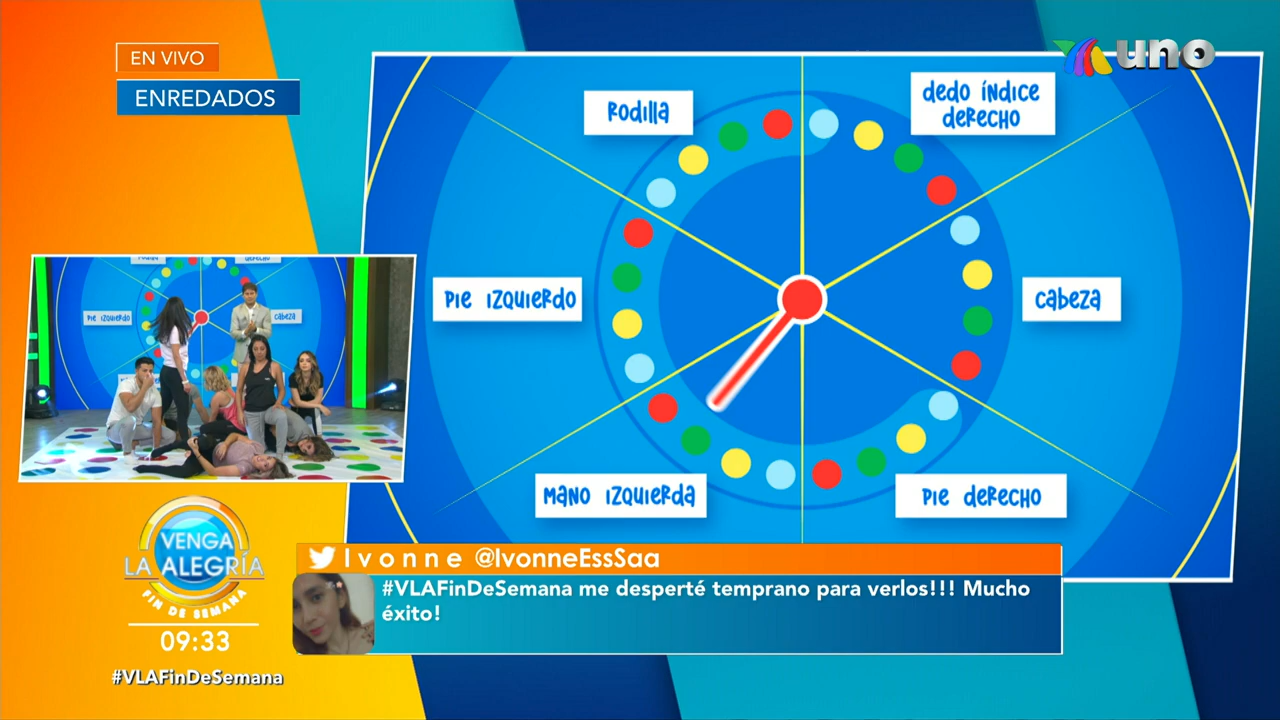 EN VIVO
ENREDADOS
uno
Rodilla
dedo índice
derecho
Pie izquierdo
Cabeza
Mano izquierda
Pie derecho
Pie izquierdo
Cabeza
VENGA
LA ALEGRÍA
FIN DE SEMANA
09:33
#VLAFinDeSemana
Ivonne @IvonneEssSaa
#VLAFinDeSemana me desperté temprano para verlos!!! Mucho
éxito!